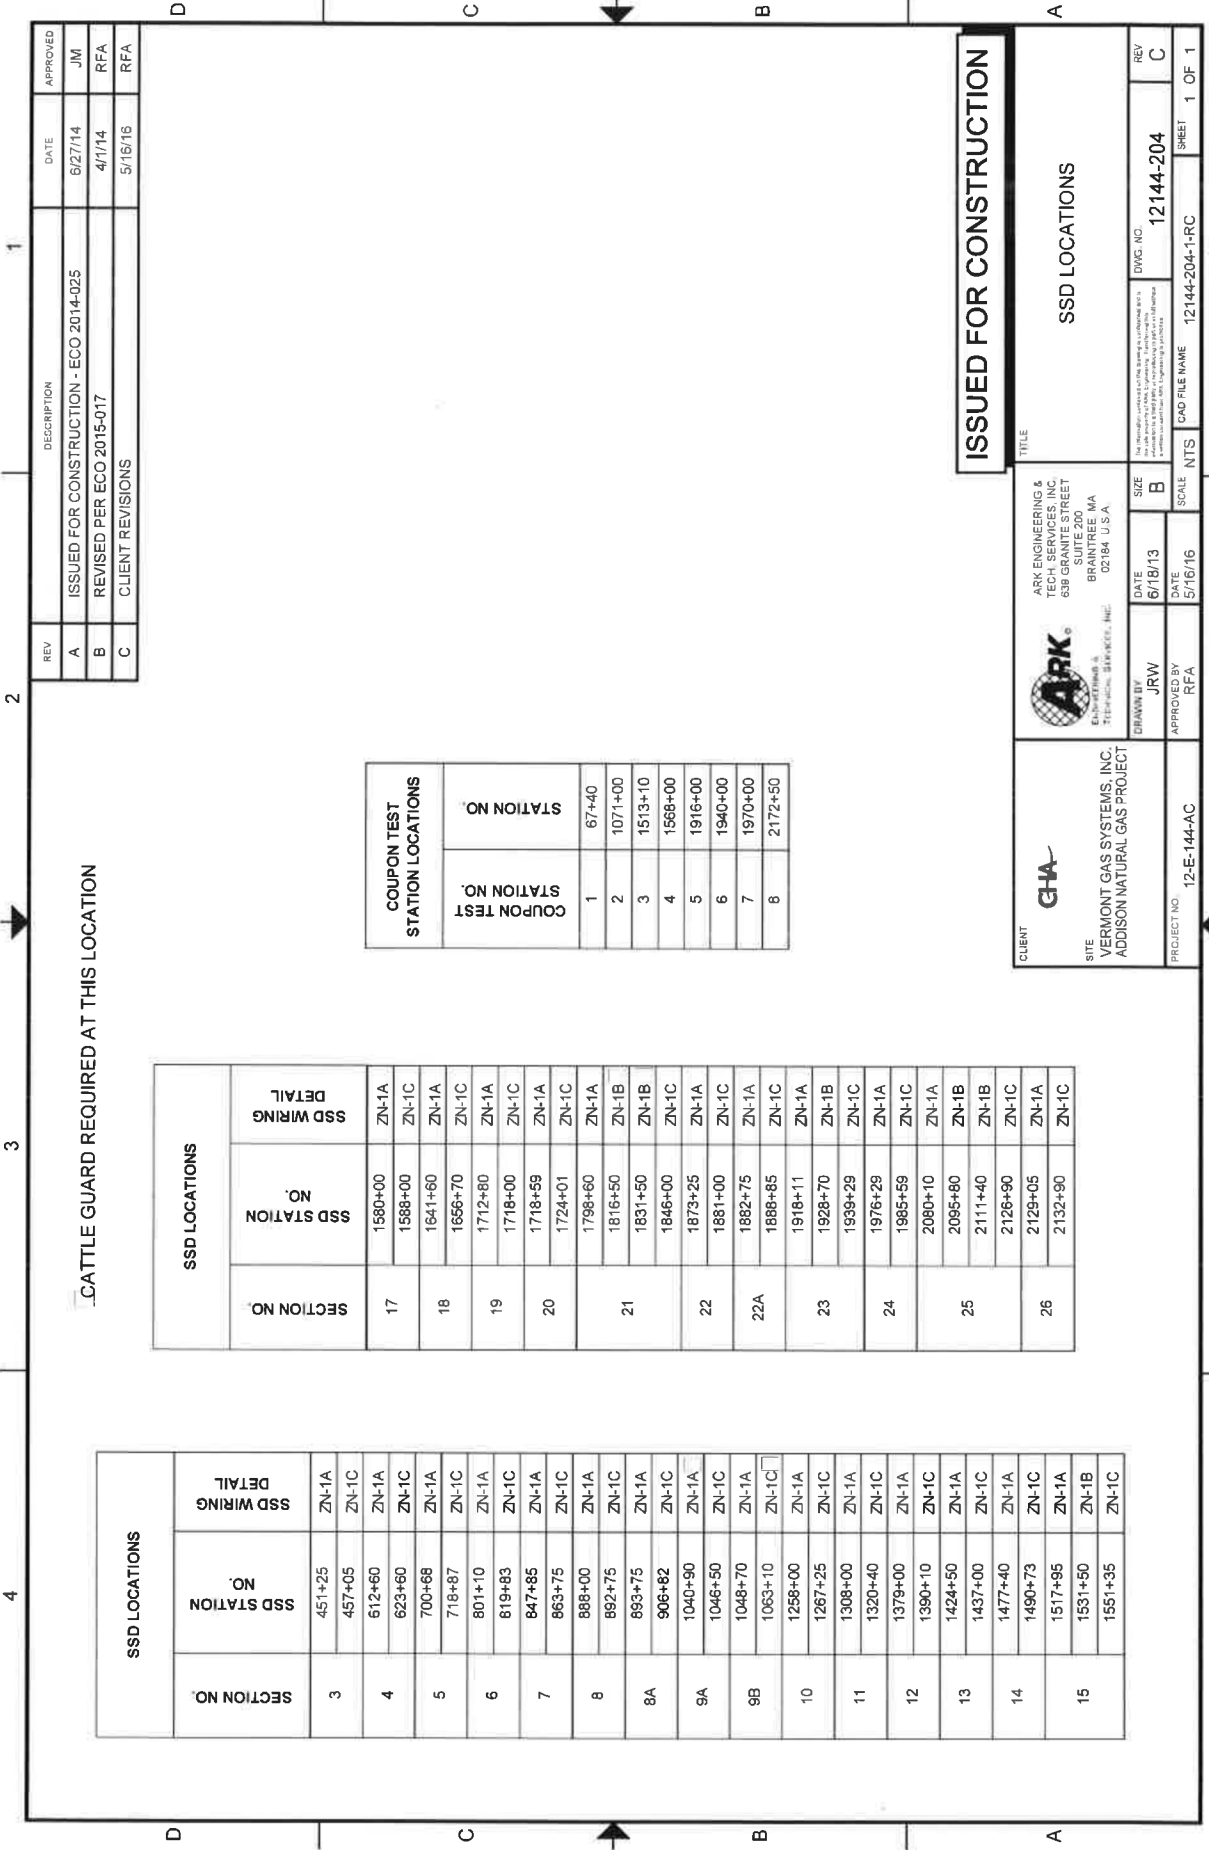 4 3 2 1
D C B A
D C B A
REV DESCRIPTION DATE APPROVED
A ISSUED FOR CONSTRUCTION - ECO 2014-025 6/27/14 JM
B REVISED PER ECO 2015-017 4/1/14 RFA
C CLIENT REVISIONS 5/16/16 RFA
CATTLE GUARD REQUIRED AT THIS LOCATION
SSD LOCATIONS
SECTION NO. SSD STATION NO. SSD WIRING DETAIL
3 451+25 ZN-1A
457+05 ZN-1C
4 612+60 ZN-1A
623+60 ZN-1C
5 700+68 ZN-1A
718+87 ZN-1C
6 801+10 ZN-1A
819+83 ZN-1C
7 847+85 ZN-1A
863+75 ZN-1C
8 888+00 ZN-1A
892+75 ZN-1C
8A 893+75 ZN-1A
906+82 ZN-1C
9A 1040+90 ZN-1A
1046+50 ZN-1C
9B 1048+70 ZN-1A
1063+10 ZN-1C
10 1258+00 ZN-1A
1267+25 ZN-1C
11 1308+00 ZN-1A
1320+40 ZN-1C
12 1379+00 ZN-1A
1390+10 ZN-1C
13 1424+50 ZN-1A
1437+00 ZN-1C
14 1477+40 ZN-1A
1490+73 ZN-1C
15 1517+95 ZN-1A
1531+50 ZN-1B
1551+35 ZN-1C
SSD LOCATIONS
SECTION NO. SSD STATION NO. SSD WIRING DETAIL
17 1580+00 ZN-1A
1588+00 ZN-1C
18 1641+60 ZN-1A
1656+70 ZN-1C
19 1712+80 ZN-1A
1718+00 ZN-1C
20 1718+59 ZN-1A
1724+01 ZN-1C
21 1798+60 ZN-1A
1816+50 ZN-1B
1831+50 ZN-1B
1846+00 ZN-1C
22 1873+25 ZN-1A
1881+00 ZN-1C
22A 1882+75 ZN-1A
1888+85 ZN-1C
23 1918+11 ZN-1A
1928+70 ZN-1B
1939+29 ZN-1C
24 1976+29 ZN-1A
1985+59 ZN-1C
25 2080+10 ZN-1A
2095+80 ZN-1B
2111+40 ZN-1B
2126+90 ZN-1C
26 2129+05 ZN-1A
2132+90 ZN-1C
COUPON TEST
STATION LOCATIONS
COUPON TEST STATION NO. STATION NO.
1 67+40
2 1071+00
3 1513+10
4 1568+00
5 1916+00
6 1940+00
7 1970+00
8 2172+50
ISSUED FOR CONSTRUCTION
CLIENT
CHA
SITE
VERMONT GAS SYSTEMS, INC.
ADDISON NATURAL GAS PROJECT
PROJECT NO. 12-E-144-AC
ARK.
ENGINEERING &
TECHNICAL SERVICES, INC.
ARK ENGINEERING &
TECH. SERVICES, INC.
639 GRANITE STREET
SUITE 200
BRAINTREE, MA
02184 U.S.A.
DRAWN BY JRW
DATE 6/18/13
APPROVED BY RFA
DATE 5/16/16
TITLE
SSD LOCATIONS
SIZE B
DWG. NO. 12144-204
REV C
SCALE NTS
CAD FILE NAME 12144-204-1-RC
SHEET 1 OF 1